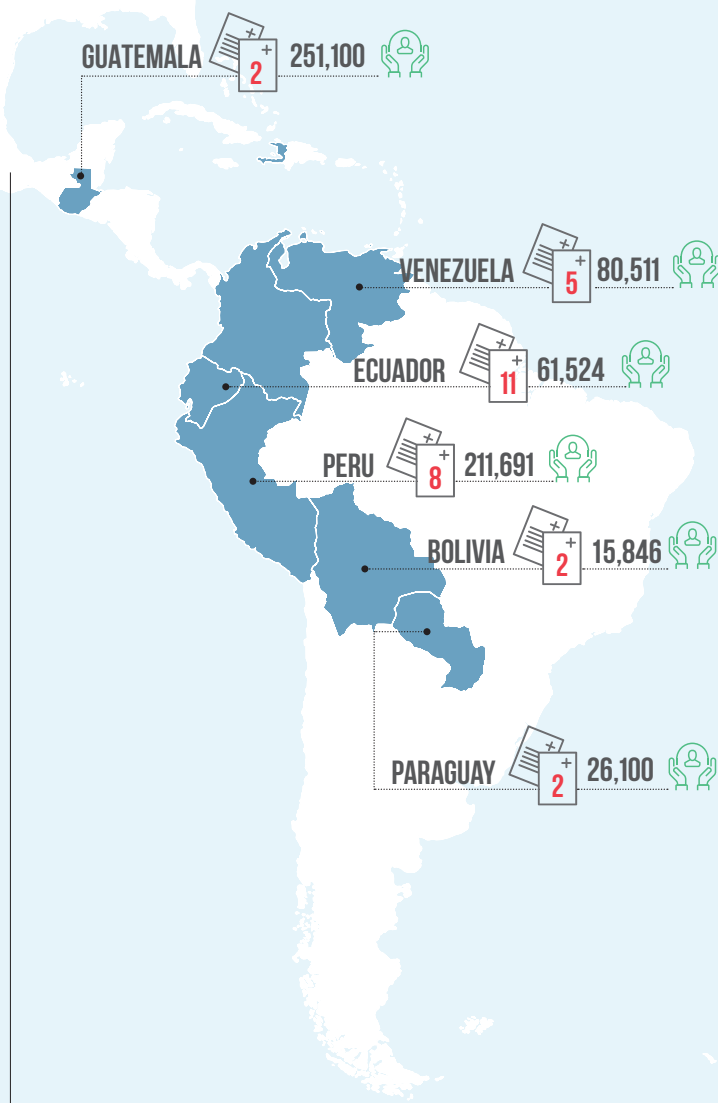 GUATEMALA 2 251,100
VENEZUELA 5 80,511
ECUADOR 11 61,524
PERU 8 211,691
BOLIVIA 2 15,846
PARAGUAY 2 26,100